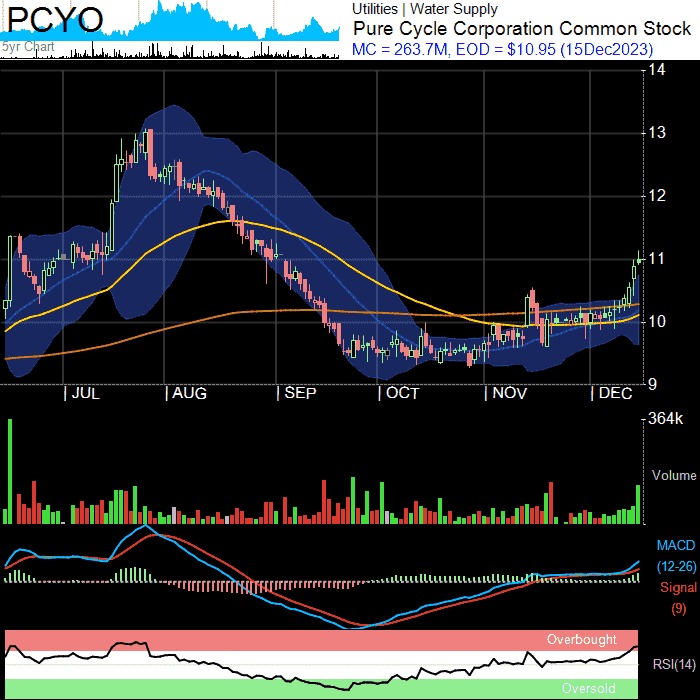 PCYO
5yr Chart
Utilities | Water Supply
Pure Cycle Corporation Common Stock
MC = 263.7M, EOD = $10.95 (15Dec2023)
14
13
12
11
10
9
| JUL | AUG | SEP | OCT | NOV | DEC
364k
Volume
MACD
(12-26)
Signal
(9)
Overbought
RSI(14)
Oversold